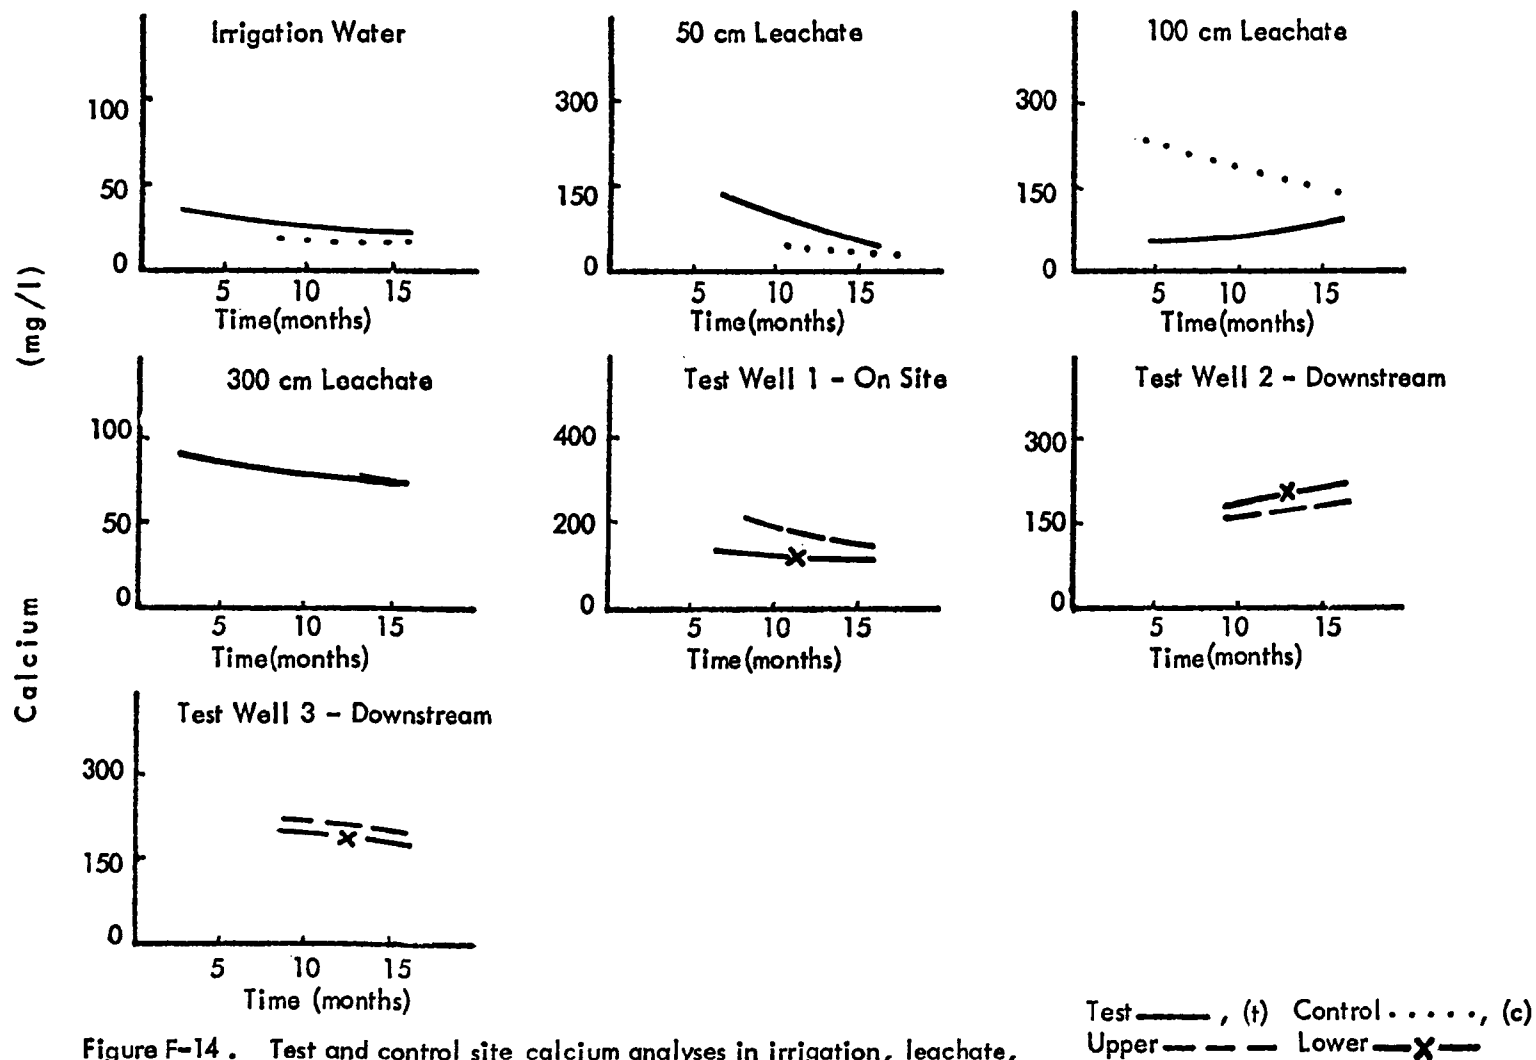 Irrigation Water
100
50
0
5 10 15
Time(months)
50 cm Leachate
300
150
0
5 10 15
Time(months)
100 cm Leachate
300
150
0
5 10 15
Time(months)
Calcium (mg/l)
300 cm Leachate
100
50
0
5 10 15
Time(months)
Test Well 1 - On Site
400
200
0
5 10 15
Time(months)
Test Well 2 - Downstream
300
150
0
5 10 15
Time(months)
Test Well 3 - Downstream
300
150
0
5 10 15
Time (months)
Test , (t) Control . . . . . , (c)
Upper Lower X
Figure F-14. Test and control site calcium analyses in irrigation, leachate,